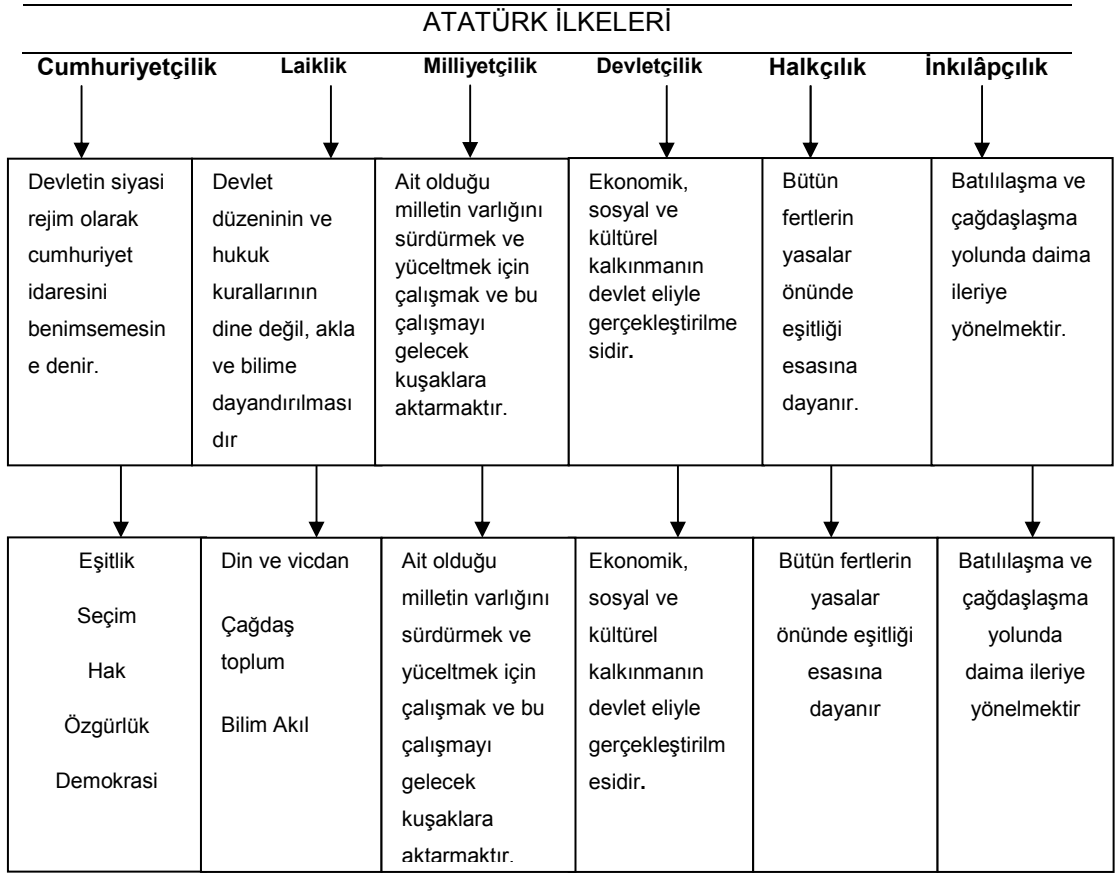 ATATÜRK İLKELERİ
Cumhuriyetçilik Laiklik Milliyetçilik Devletçilik Halkçılık İnkılâpçılık
Devletin siyasi
rejim olarak
cumhuriyet
idaresini
benimsemesin
e denir.
Devlet
düzeninin ve
hukuk
kurallarının
dine değil, akla
ve bilime
dayandırılması
dır
Ait olduğu
milletin varlığını
sürdürmek ve
yüceltmek için
çalışmak ve bu
çalışmayı
gelecek
kuşaklara
aktarmaktır.
Ekonomik,
sosyal ve
kültürel
kalkınmanın
devlet eliyle
gerçekleştirilme
sidir.
Bütün
fertlerin
yasalar
önünde
eşitliği
esasına
dayanır.
Batılılaşma ve
çağdaşlaşma
yolunda daima
ileriye
yönelmektir.
Eşitlik
Seçim
Hak
Özgürlük
Demokrasi
Din ve vicdan
Çağdaş
toplum
Bilim Akıl
Ait olduğu
milletin varlığını
sürdürmek ve
yüceltmek için
çalışmak ve bu
çalışmayı
gelecek
kuşaklara
aktarmaktır.
Ekonomik,
sosyal ve
kültürel
kalkınmanın
devlet eliyle
gerçekleştirilm
esidir.
Bütün fertlerin
yasalar
önünde eşitliği
esasına
dayanır
Batılılaşma ve
çağdaşlaşma
yolunda
daima ileriye
yönelmektir